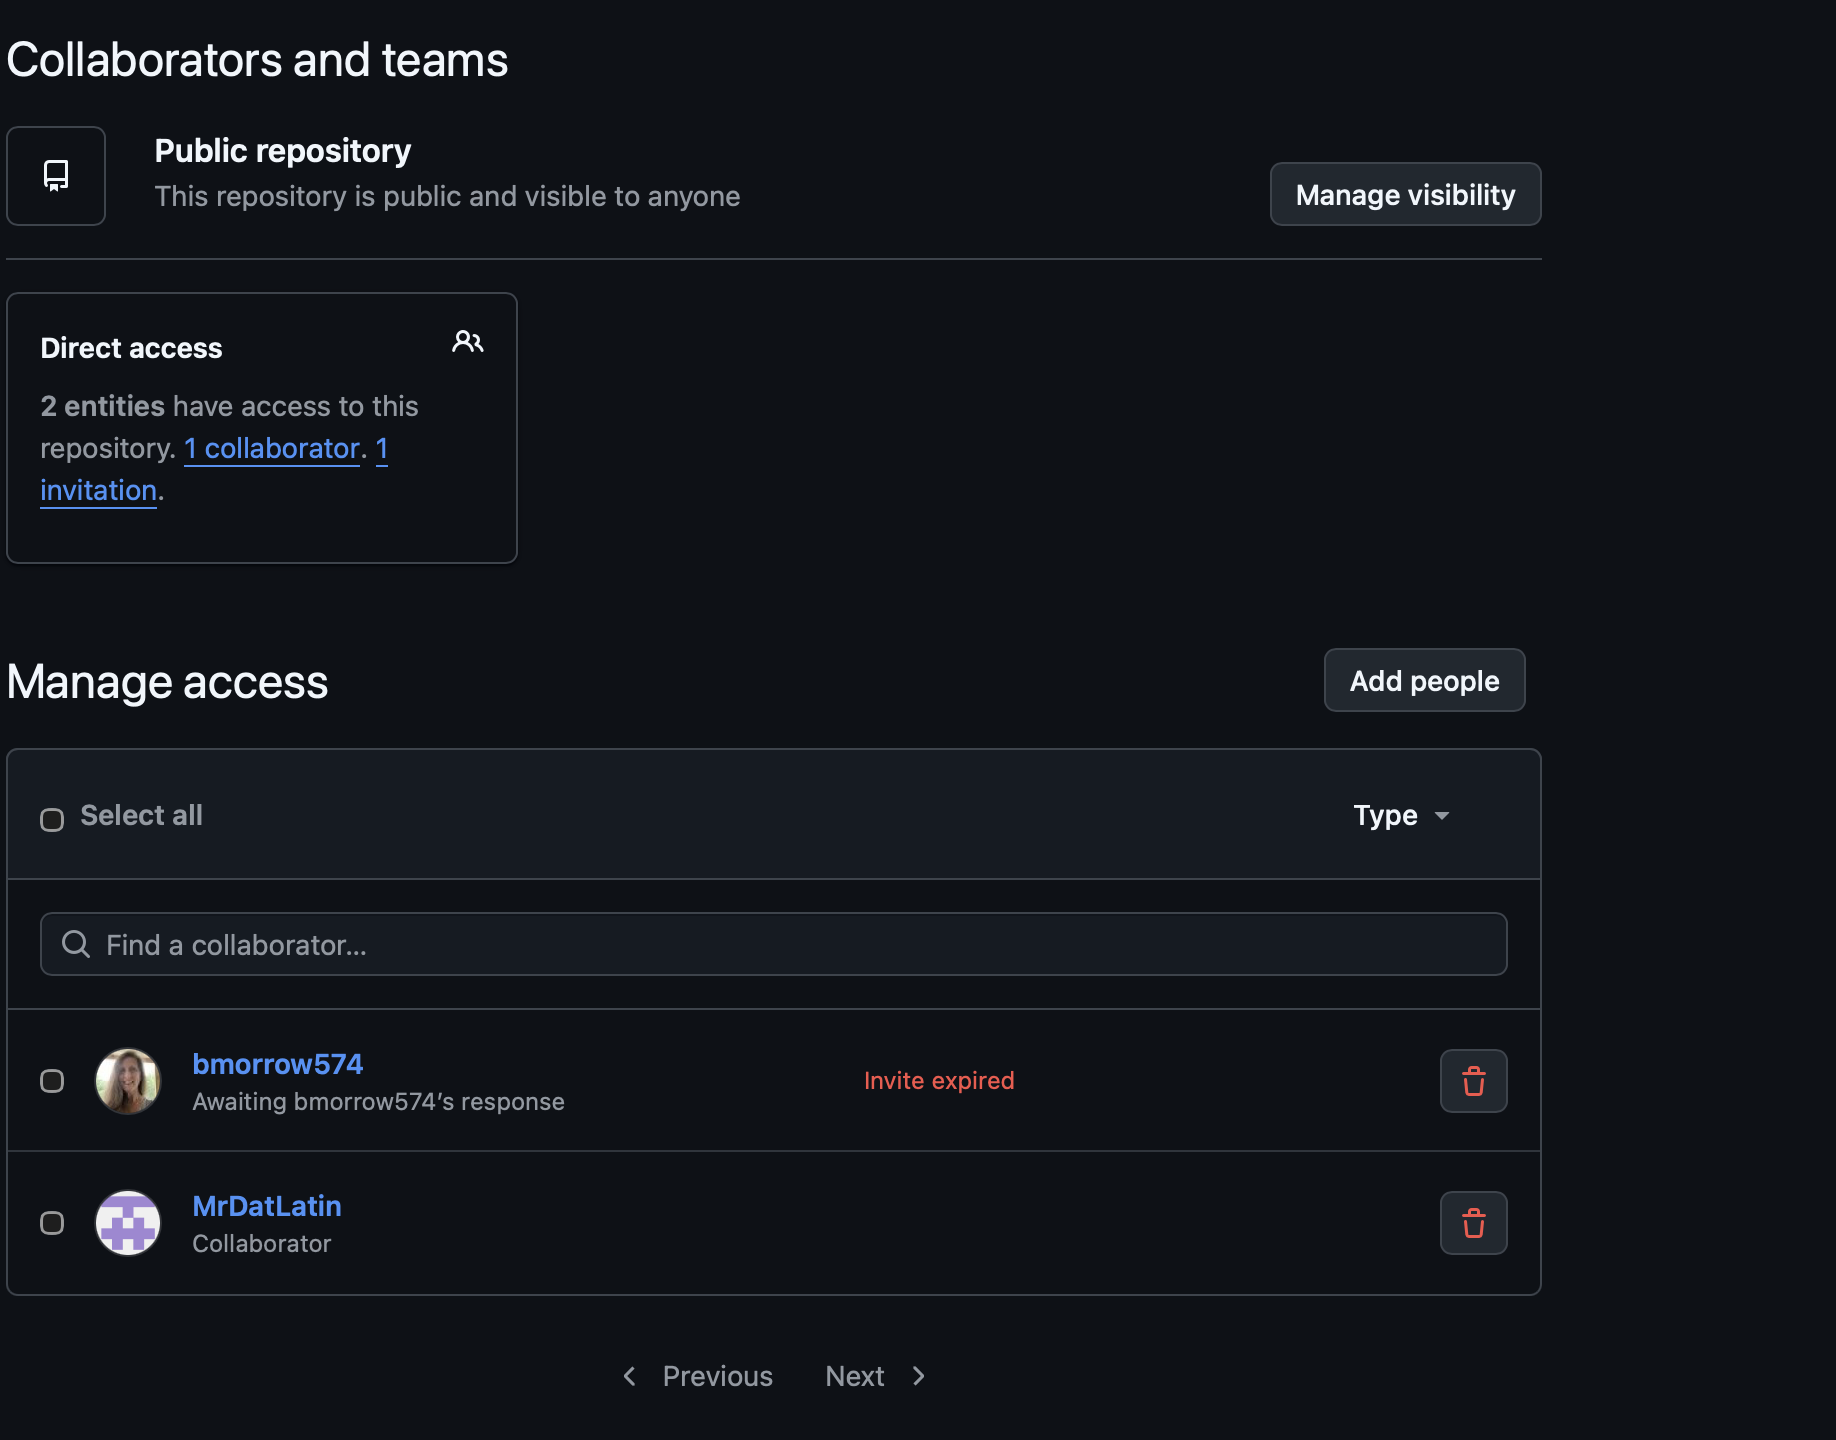 Collaborators and teams
Public repository
This repository is public and visible to anyone
Manage visibility
Direct access
2 entities have access to this
repository. 1 collaborator. 1
invitation.
Manage access
Add people
Select all
Type
Find a collaborator...
bmorrow574
Awaiting bmorrow574’s response
Invite expired
MrDatLatin
Collaborator
Previous
Next